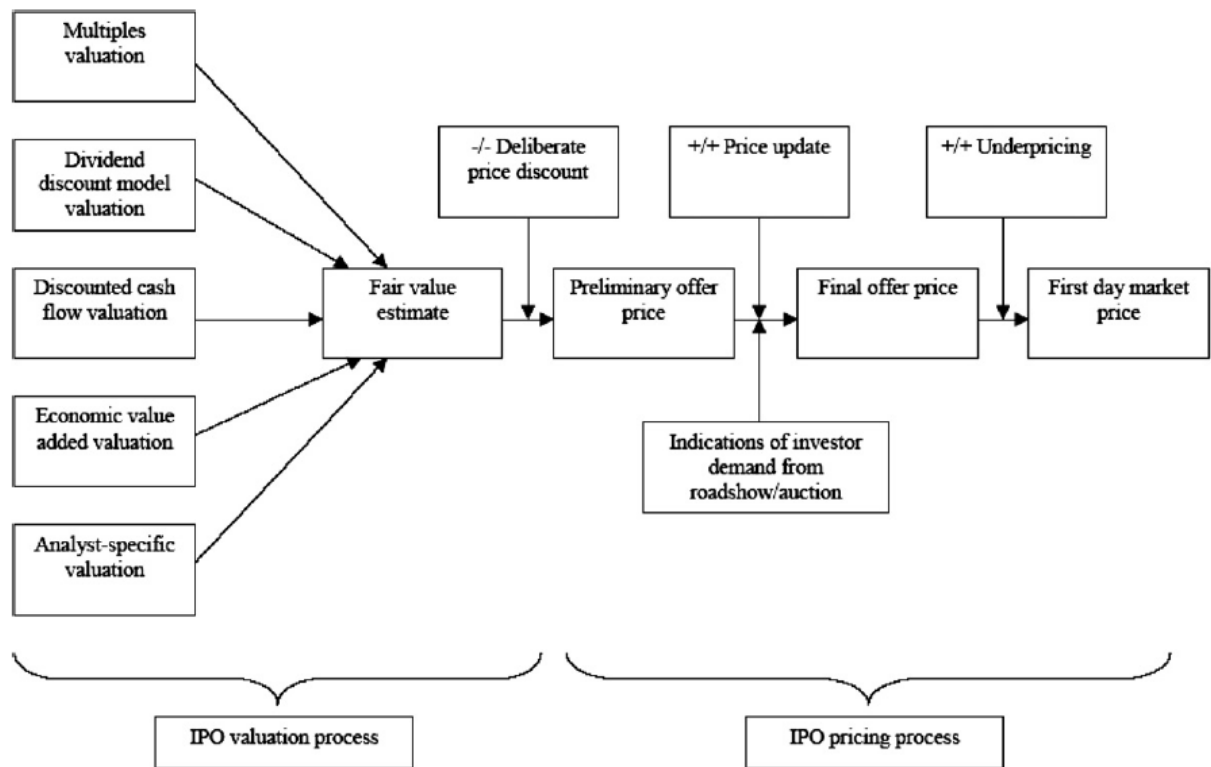 Multiples
valuation
Dividend
discount model
valuation
Discounted cash
flow valuation
Economic value
added valuation
Analyst-specific
valuation
Fair value
estimate
-/- Deliberate
price discount
Preliminary offer
price
+/+ Price update
Indications of investor
demand from
roadshow/auction
Final offer price
+/+ Underpricing
First day market
price
IPO valuation process
IPO pricing process